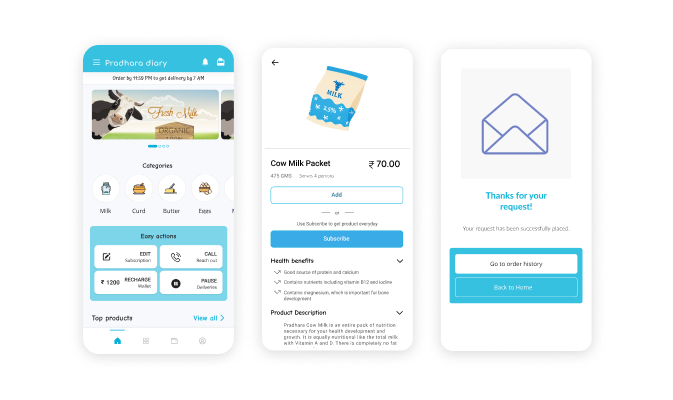 Pradhara diary
Order by 11:59 PM to get delivery by 7 AM
Fresh Milk
ORGANIC
Categories
Milk
Curd
Butter
Eggs
Easy actions
EDIT
Subscription
CALL
Reach out
₹ 1200
RECHARGE
Wallet
PAUSE
Deliveries
Top products
View all
MILK
2.5%
Cow Milk Packet
₹ 70.00
475 GMS
Serves 4 persons
Add
or
Use Subscribe to get product everyday
Subscribe
Health benefits
Good source of protein and calcium
Contains nutrients including vitamin B12 and iodine
Contains magnesium, which is important for bone
development
Product Description
Pradhara Cow Milk is an entire pack of nutrition
necessary for your health development and
growth. It is equally nutritional like the total milk
with Vitamin A and D. There is completely no fat
Thanks for your
request!
Your request has been successfully placed.
Go to order history
Back to Home